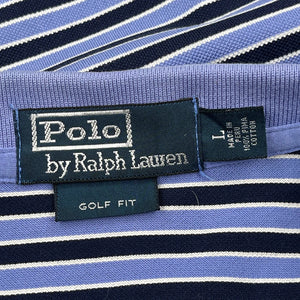 Polo
by Ralph Lauren
GOLF FIT
L
MADE IN
PERU
100% PIMA
COTTON